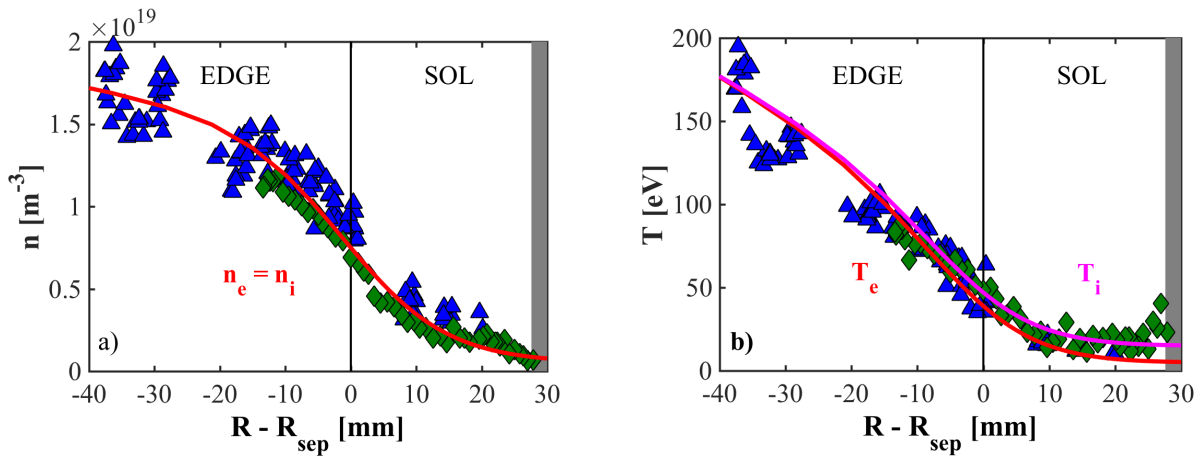 ×10^19
2
1.5
1
0.5
0
n [m^-3]
EDGE
SOL
n_e = n_i
a)
-40 -30 -20 -10 0 10 20 30
R - R_sep [mm]
200
150
100
50
0
T [eV]
EDGE
SOL
T_e
T_i
b)
-40 -30 -20 -10 0 10 20 30
R - R_sep [mm]